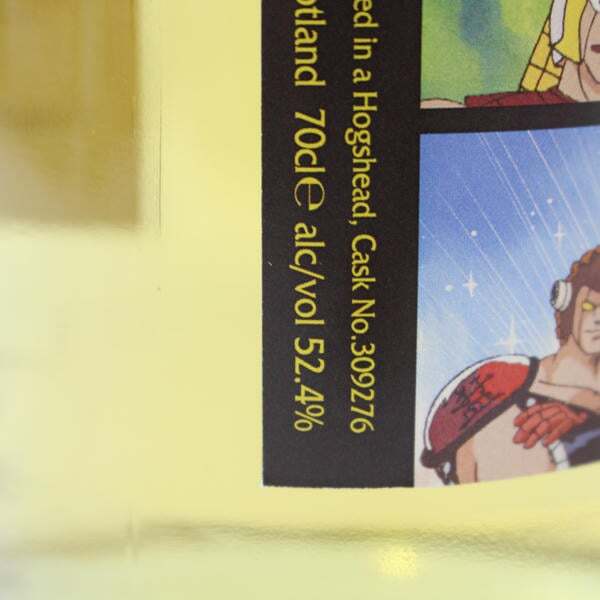 ed in a Hogshead, Cask No.309276
otland 70cl ℮ alc/vol 52.4%